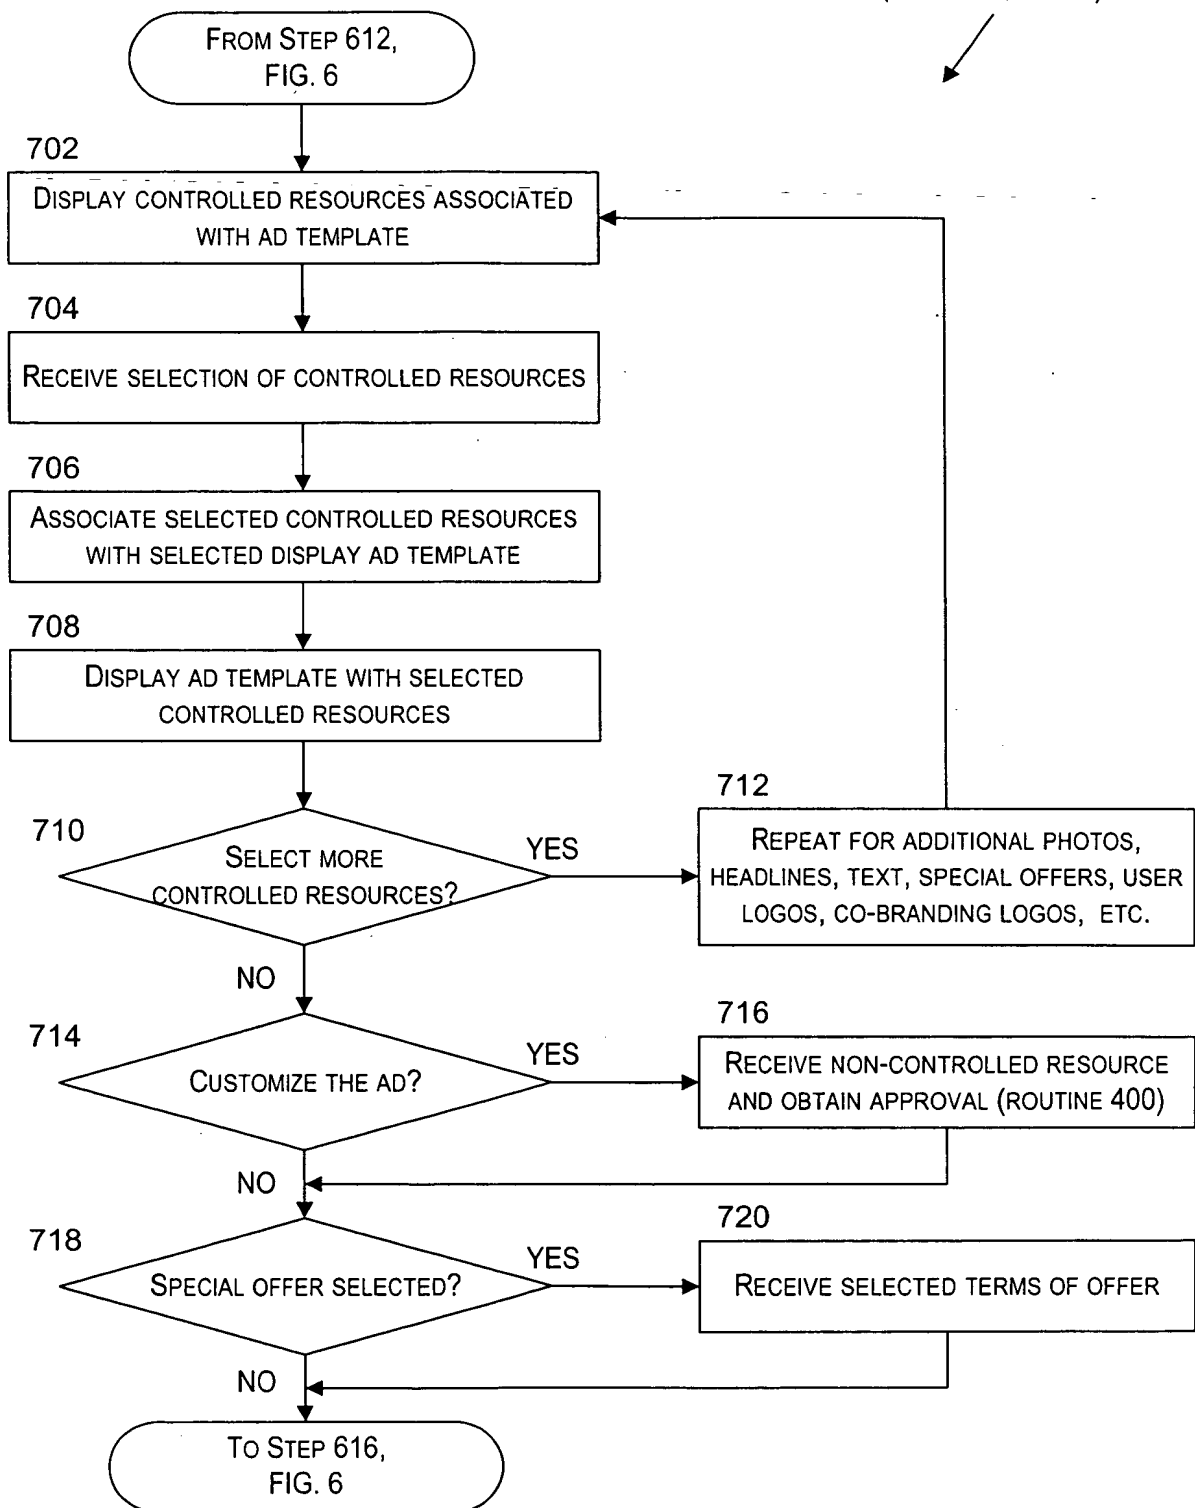 FROM STEP 612,
FIG. 6
702
DISPLAY CONTROLLED RESOURCES ASSOCIATED
WITH AD TEMPLATE
704
RECEIVE SELECTION OF CONTROLLED RESOURCES
706
ASSOCIATE SELECTED CONTROLLED RESOURCES
WITH SELECTED DISPLAY AD TEMPLATE
708
DISPLAY AD TEMPLATE WITH SELECTED
CONTROLLED RESOURCES
710
SELECT MORE
CONTROLLED RESOURCES?
YES
712
REPEAT FOR ADDITIONAL PHOTOS,
HEADLINES, TEXT, SPECIAL OFFERS, USER
LOGOS, CO-BRANDING LOGOS, ETC.
NO
714
CUSTOMIZE THE AD?
YES
716
RECEIVE NON-CONTROLLED RESOURCE
AND OBTAIN APPROVAL (ROUTINE 400)
NO
718
SPECIAL OFFER SELECTED?
YES
720
RECEIVE SELECTED TERMS OF OFFER
NO
TO STEP 616,
FIG. 6